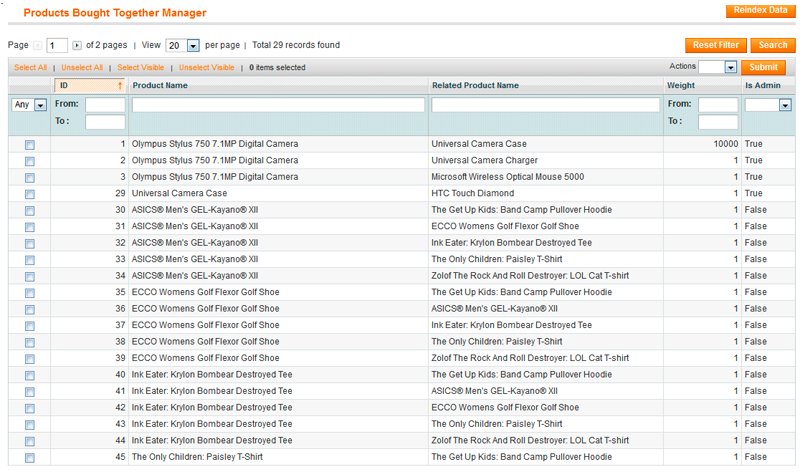 Products Bought Together Manager
Reindex Data
Page 1 of 2 pages | View 20 per page | Total 29 records found
Reset Filter Search
Select All | Unselect All | Select Visible | Unselect Visible | 0 items selected Actions Submit
ID Product Name Related Product Name Weight Is Admin
Any From: From:
To : To :
1 Olympus Stylus 750 7.1MP Digital Camera Universal Camera Case 10000 True
2 Olympus Stylus 750 7.1MP Digital Camera Universal Camera Charger 1 True
3 Olympus Stylus 750 7.1MP Digital Camera Microsoft Wireless Optical Mouse 5000 1 True
29 Universal Camera Case HTC Touch Diamond 1 True
30 ASICS® Men's GEL-Kayano® XII The Get Up Kids: Band Camp Pullover Hoodie 1 False
31 ASICS® Men's GEL-Kayano® XII ECCO Womens Golf Flexor Golf Shoe 1 False
32 ASICS® Men's GEL-Kayano® XII Ink Eater: Krylon Bombear Destroyed Tee 1 False
33 ASICS® Men's GEL-Kayano® XII The Only Children: Paisley T-Shirt 1 False
34 ASICS® Men's GEL-Kayano® XII Zolof The Rock And Roll Destroyer: LOL Cat T-shirt 1 False
35 ECCO Womens Golf Flexor Golf Shoe The Get Up Kids: Band Camp Pullover Hoodie 1 False
36 ECCO Womens Golf Flexor Golf Shoe ASICS® Men's GEL-Kayano® XII 1 False
37 ECCO Womens Golf Flexor Golf Shoe Ink Eater: Krylon Bombear Destroyed Tee 1 False
38 ECCO Womens Golf Flexor Golf Shoe The Only Children: Paisley T-Shirt 1 False
39 ECCO Womens Golf Flexor Golf Shoe Zolof The Rock And Roll Destroyer: LOL Cat T-shirt 1 False
40 Ink Eater: Krylon Bombear Destroyed Tee The Get Up Kids: Band Camp Pullover Hoodie 1 False
41 Ink Eater: Krylon Bombear Destroyed Tee ASICS® Men's GEL-Kayano® XII 1 False
42 Ink Eater: Krylon Bombear Destroyed Tee ECCO Womens Golf Flexor Golf Shoe 1 False
43 Ink Eater: Krylon Bombear Destroyed Tee The Only Children: Paisley T-Shirt 1 False
44 Ink Eater: Krylon Bombear Destroyed Tee Zolof The Rock And Roll Destroyer: LOL Cat T-shirt 1 False
45 The Only Children: Paisley T-Shirt The Get Up Kids: Band Camp Pullover Hoodie 1 False